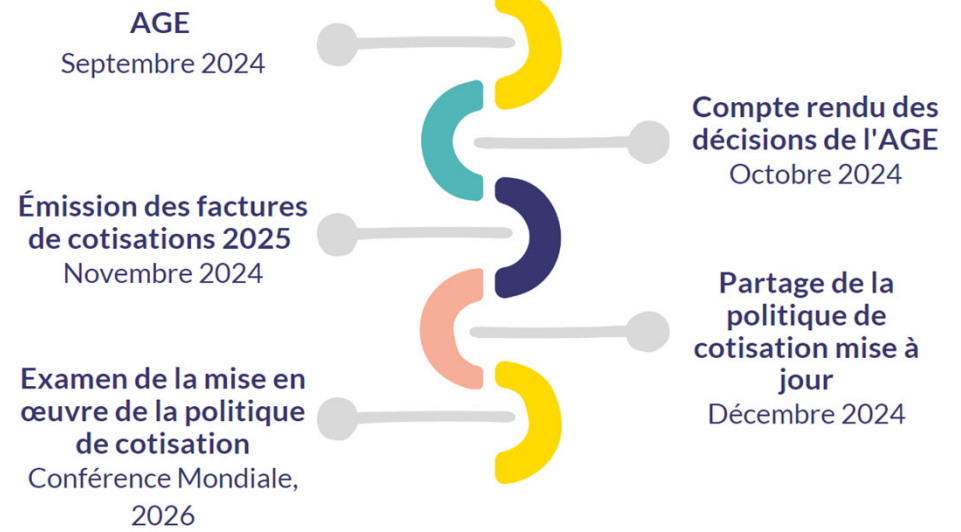 AGE
Septembre 2024
Compte rendu des
décisions de l'AGE
Octobre 2024
Émission des factures
de cotisations 2025
Novembre 2024
Partage de la
politique de
cotisation mise à
jour
Décembre 2024
Examen de la mise en
œuvre de la politique
de cotisation
Conférence Mondiale,
2026